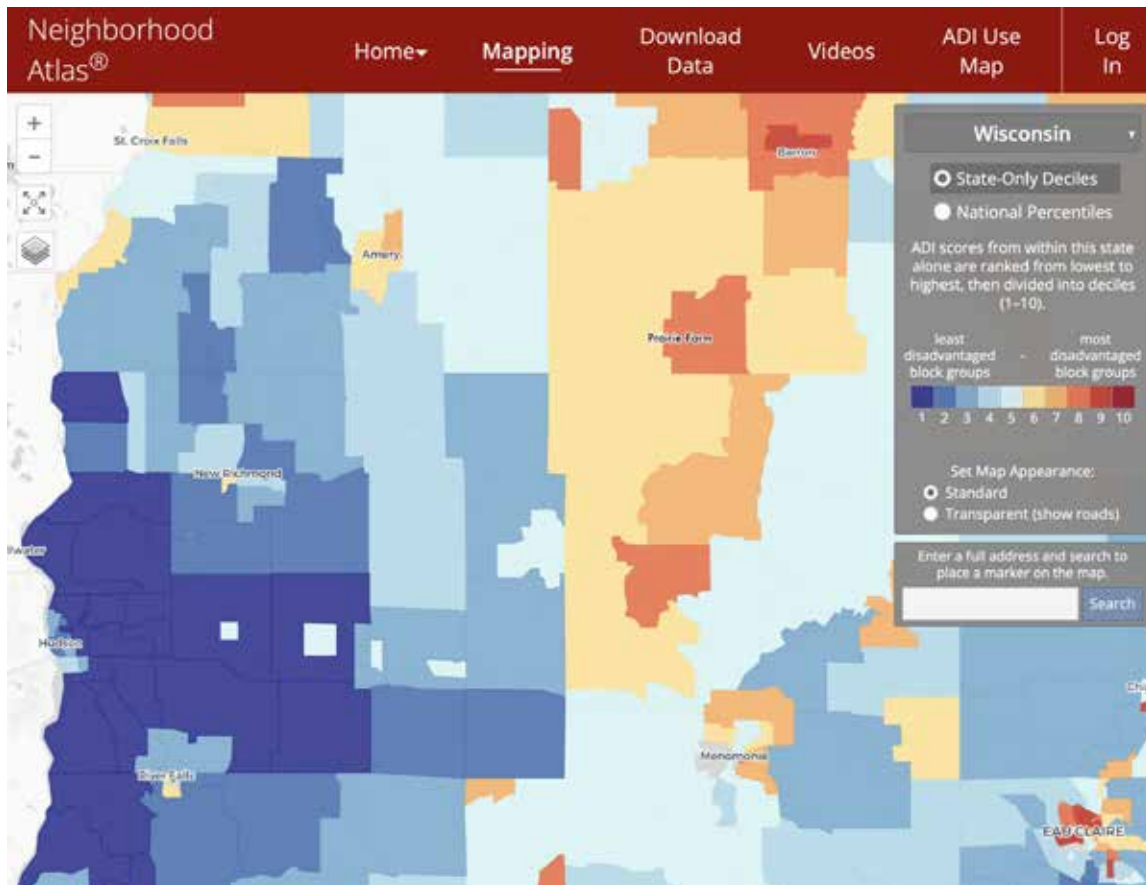 Neighborhood
Atlas®
Home
Mapping
Download
Data
Videos
ADI Use
Map
Log
In
+
−
St. Croix Falls
Barron
Amery
Prairie Farm
New Richmond
Hudson
River Falls
Menomonie
EAU CLAIRE
Wisconsin
State-Only Deciles
National Percentiles
ADI scores from within this state
alone are ranked from lowest to
highest, then divided into deciles
(1–10).
least
disadvantaged
block groups
-
most
disadvantaged
block groups
1 2 3 4 5 6 7 8 9 10
Set Map Appearance:
Standard
Transparent (show roads)
Enter a full address and search to
place a marker on the map.
Search